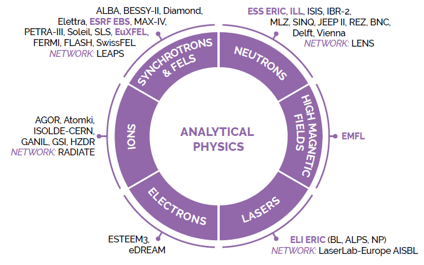 ALBA, BESSY-II, Diamond,
Elettra, ESRF EBS, MAX-IV,
PETRA-III, Soleil, SLS, EuXFEL,
FERMI, FLASH, SwissFEL
NETWORK: LEAPS
ESS ERIC, ILL, ISIS, IBR-2,
MLZ, SINQ, JEEP II, REZ, BNC,
Delft, Vienna
NETWORK: LENS
SYNCHROTRONS
& FELS
NEUTRONS
AGOR, Atomki,
ISOLDE-CERN,
GANIL, GSI, HZDR
NETWORK: RADIATE
IONS
ANALYTICAL
PHYSICS
HIGH MAGNETIC
FIELDS
EMFL
ELECTRONS
LASERS
ESTEEM3,
eDREAM
ELI ERIC (BL, ALPS, NP)
NETWORK: LaserLab-Europe AISBL